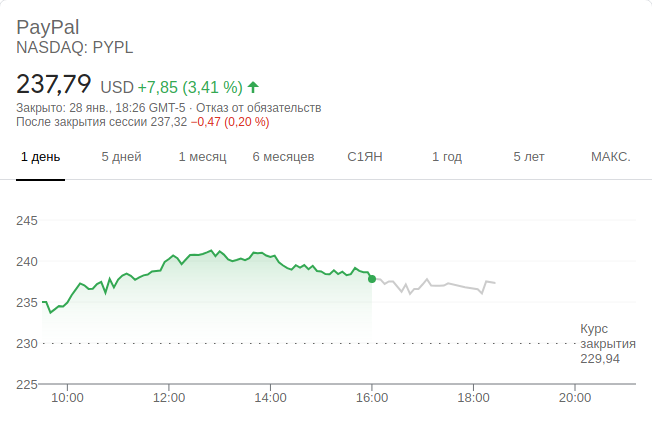 PayPal
NASDAQ: PYPL
237,79 USD +7,85 (3,41 %)
Закрыто: 28 янв., 18:26 GMT-5 · Отказ от обязательств
После закрытия сессии 237,32 −0,47 (0,20 %)
1 день 5 дней 1 месяц 6 месяцев С1ЯН 1 год 5 лет МАКС.
245
240
235
230
225
Курс
закрытия
229,94
10:00 12:00 14:00 16:00 18:00 20:00